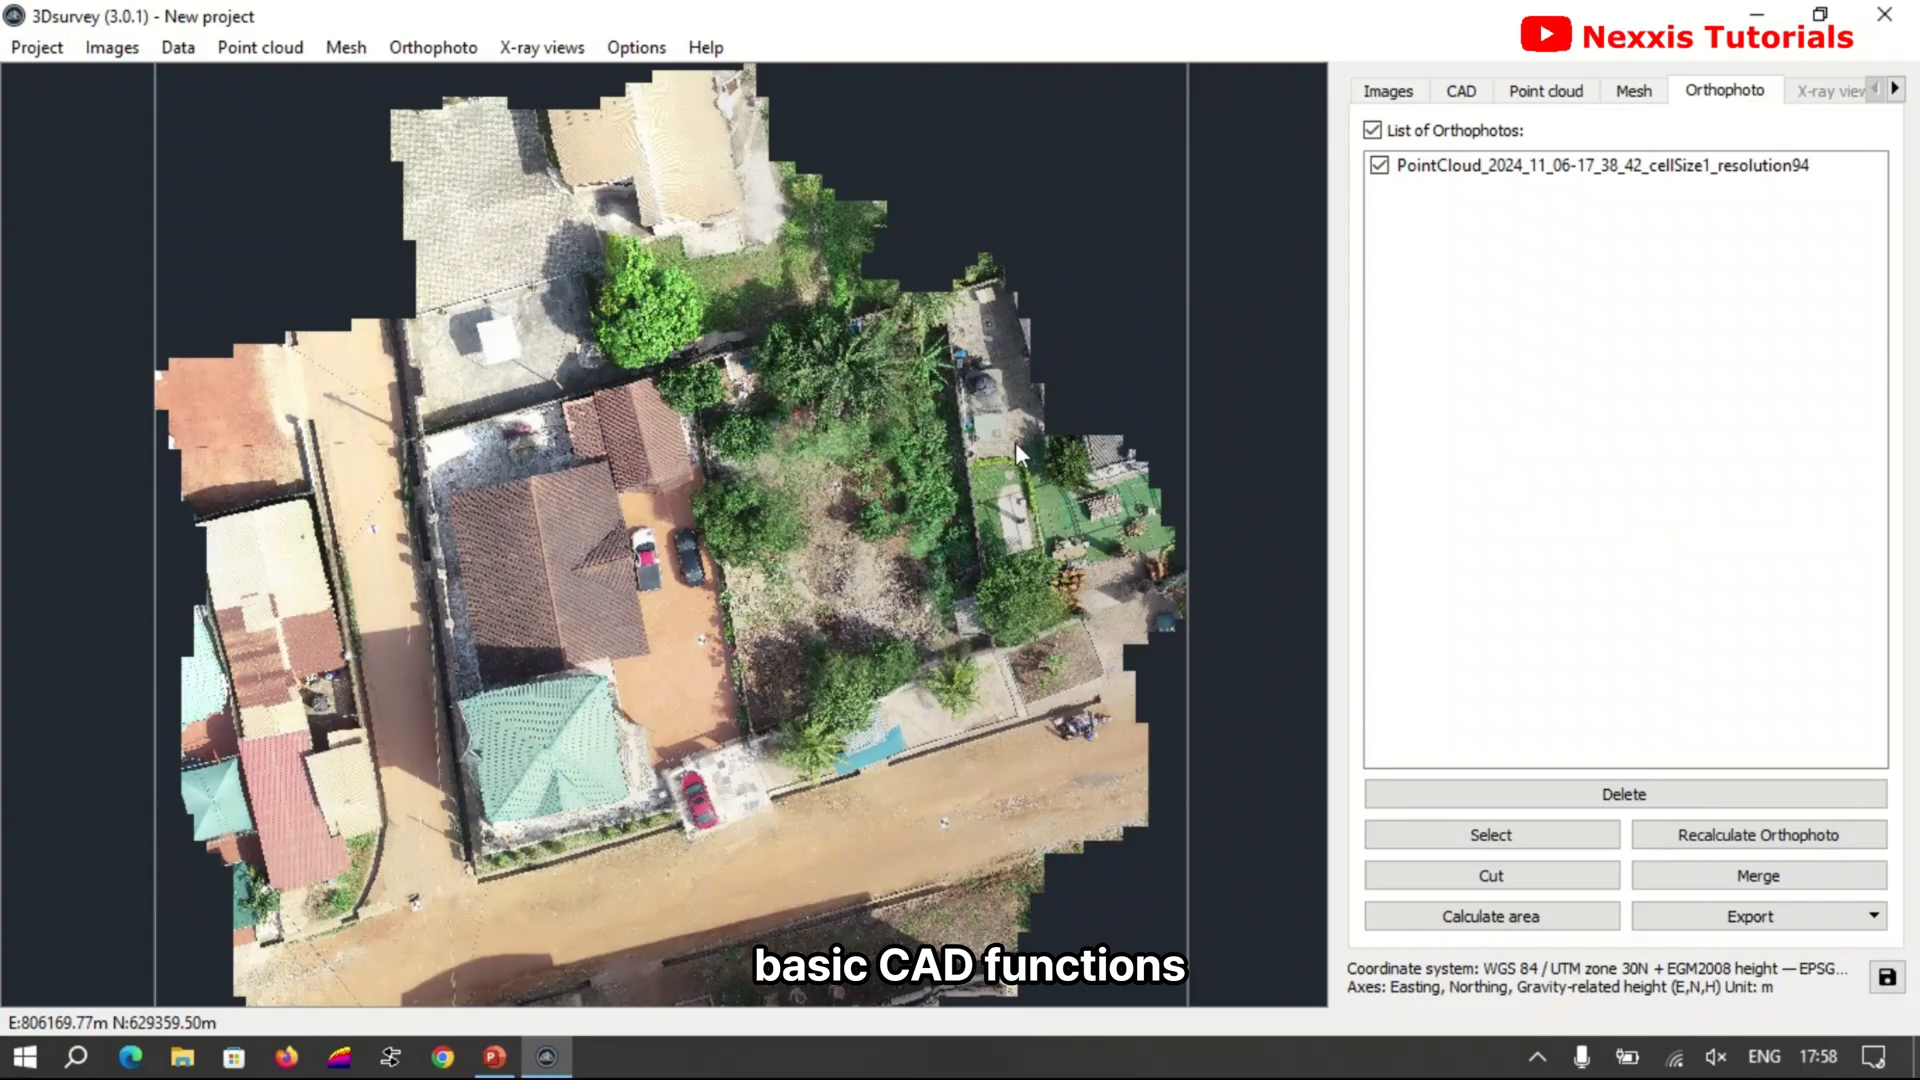 3Dsurvey (3.0.1) - New project
Project Images Data Point cloud Mesh Orthophoto X-ray views Options Help
Nexxis Tutorials
Images CAD Point cloud Mesh Orthophoto X-ray view
List of Orthophotos:
PointCloud_2024_11_06-17_38_42_cellSize1_resolution94
Delete
Select Recalculate Orthophoto
Cut Merge
Calculate area Export
basic CAD functions
Coordinate system: WGS 84 / UTM zone 30N + EGM2008 height — EPSG...
Axes: Easting, Northing, Gravity-related height (E,N,H) Unit: m
E:806169.77m N:629359.50m
ENG 17:58